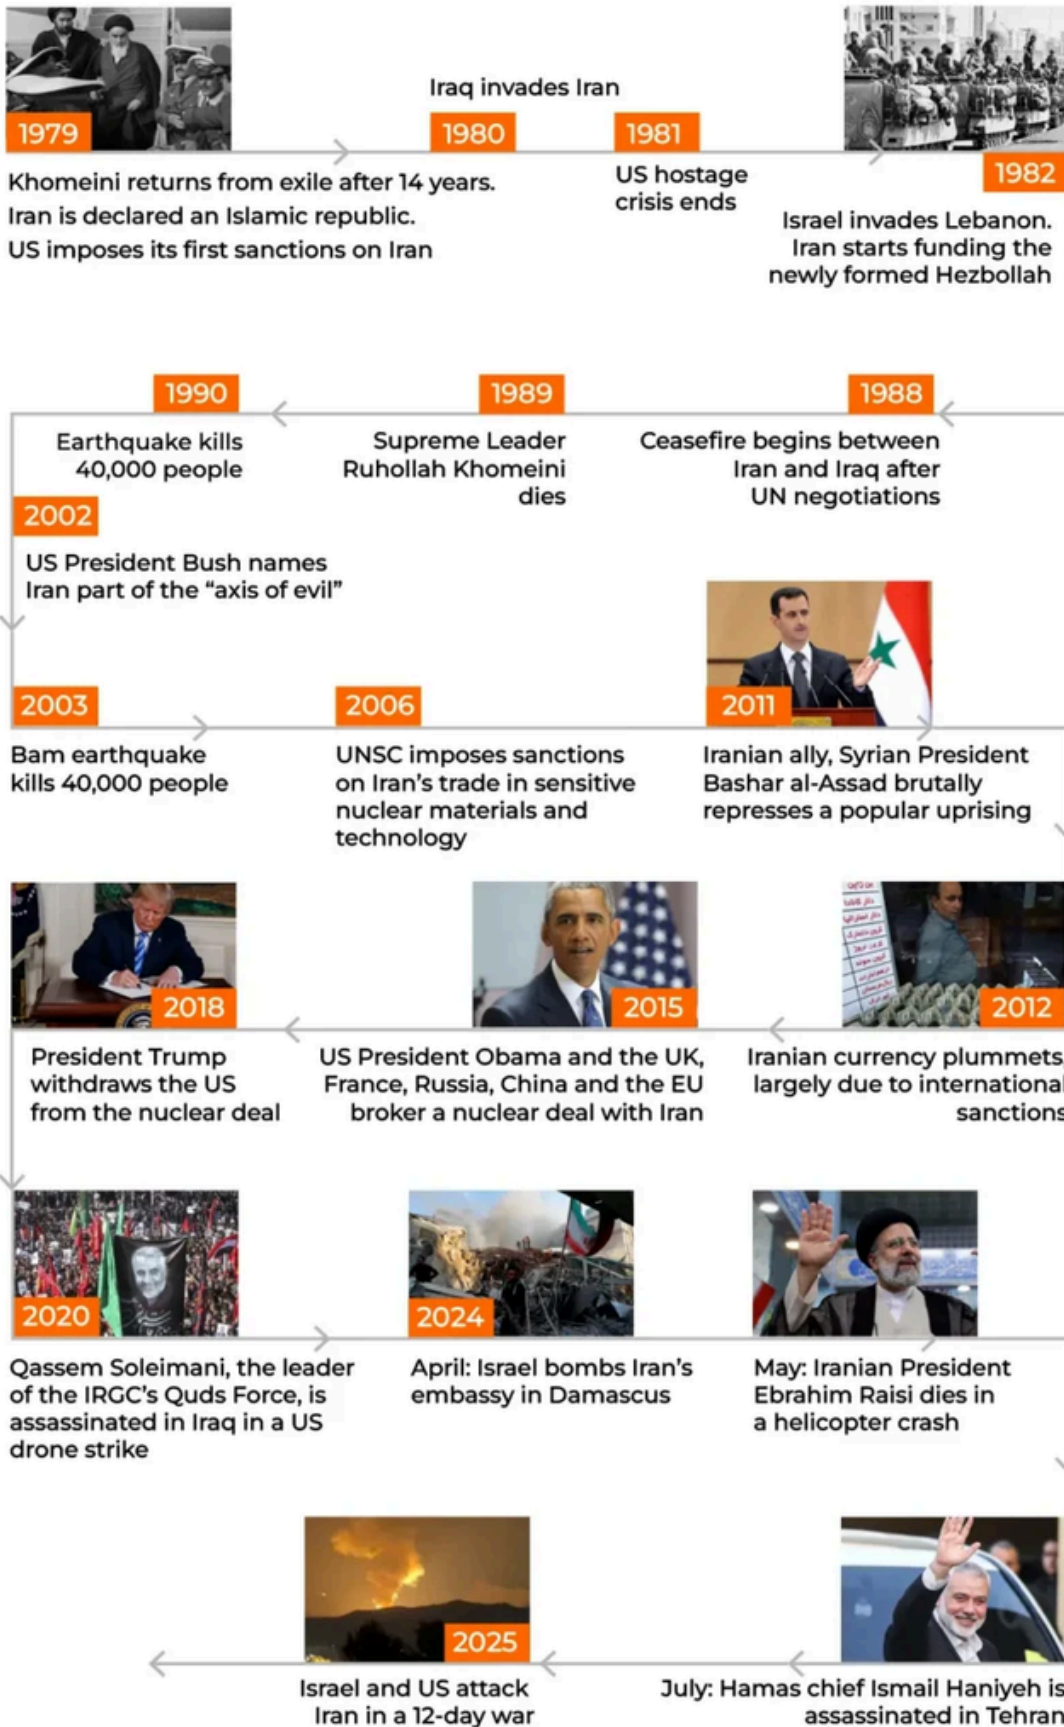 1979
Khomeini returns from exile after 14 years.
Iran is declared an Islamic republic.
US imposes its first sanctions on Iran
Iraq invades Iran
1980
1981
US hostage
crisis ends
1982
Israel invades Lebanon.
Iran starts funding the
newly formed Hezbollah
1988
Ceasefire begins between
Iran and Iraq after
UN negotiations
1989
Supreme Leader
Ruhollah Khomeini
dies
1990
Earthquake kills
40,000 people
2002
US President Bush names
Iran part of the “axis of evil”
2003
Bam earthquake
kills 40,000 people
2006
UNSC imposes sanctions
on Iran’s trade in sensitive
nuclear materials and
technology
2011
Iranian ally, Syrian President
Bashar al-Assad brutally
represses a popular uprising
2012
Iranian currency plummets,
largely due to international
sanctions
2015
US President Obama and the UK,
France, Russia, China and the EU
broker a nuclear deal with Iran
2018
President Trump
withdraws the US
from the nuclear deal
2020
Qassem Soleimani, the leader
of the IRGC’s Quds Force, is
assassinated in Iraq in a US
drone strike
2024
April: Israel bombs Iran’s
embassy in Damascus
May: Iranian President
Ebrahim Raisi dies in
a helicopter crash
July: Hamas chief Ismail Haniyeh is
assassinated in Tehran
2025
Israel and US attack
Iran in a 12-day war